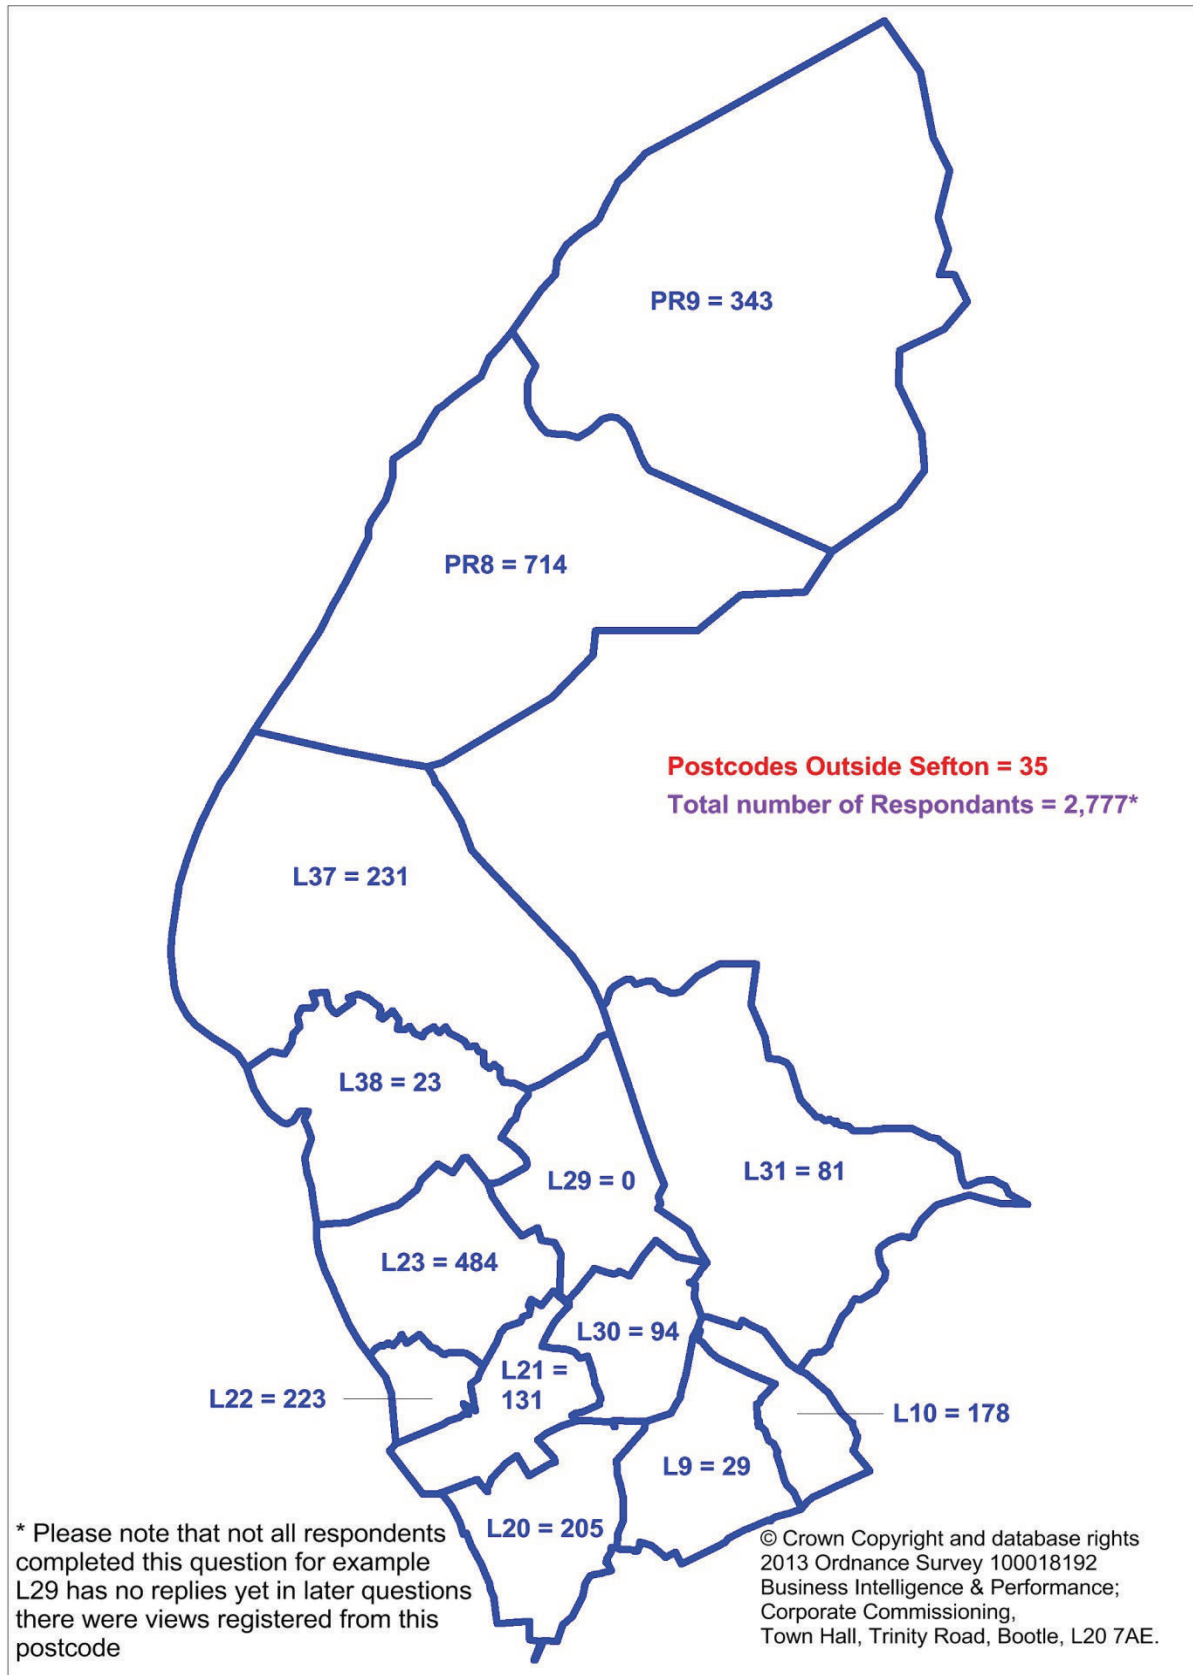 PR9 = 343
PR8 = 714
Postcodes Outside Sefton = 35
Total number of Respondants = 2,777*
L37 = 231
L38 = 23
L29 = 0
L31 = 81
L23 = 484
L30 = 94
L21 =
131
L22 = 223
L10 = 178
L9 = 29
L20 = 205
* Please note that not all respondents
completed this question for example
L29 has no replies yet in later questions
there were views registered from this
postcode
© Crown Copyright and database rights
2013 Ordnance Survey 100018192
Business Intelligence & Performance;
Corporate Commissioning,
Town Hall, Trinity Road, Bootle, L20 7AE.